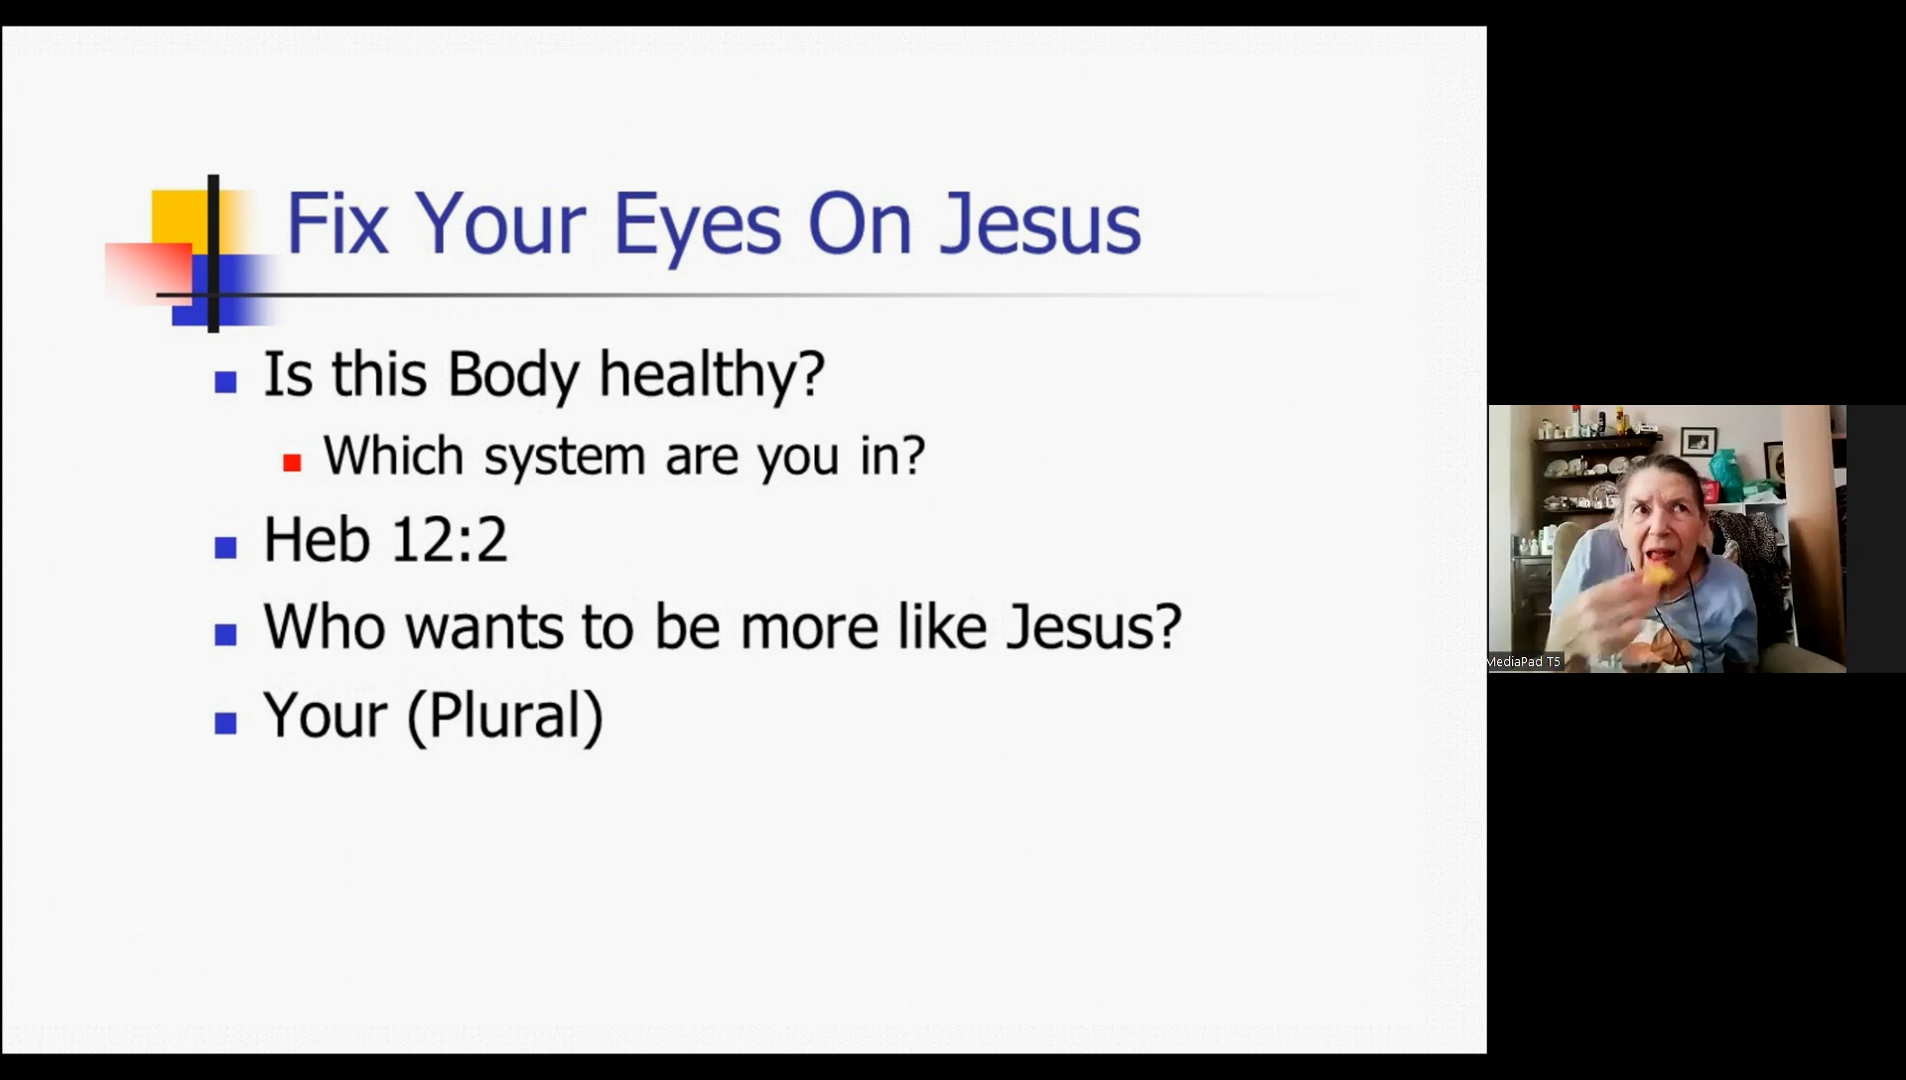 Fix Your Eyes On Jesus
Is this Body healthy?
Which system are you in?
Heb 12:2
Who wants to be more like Jesus?
Your (Plural)
MediaPad T5